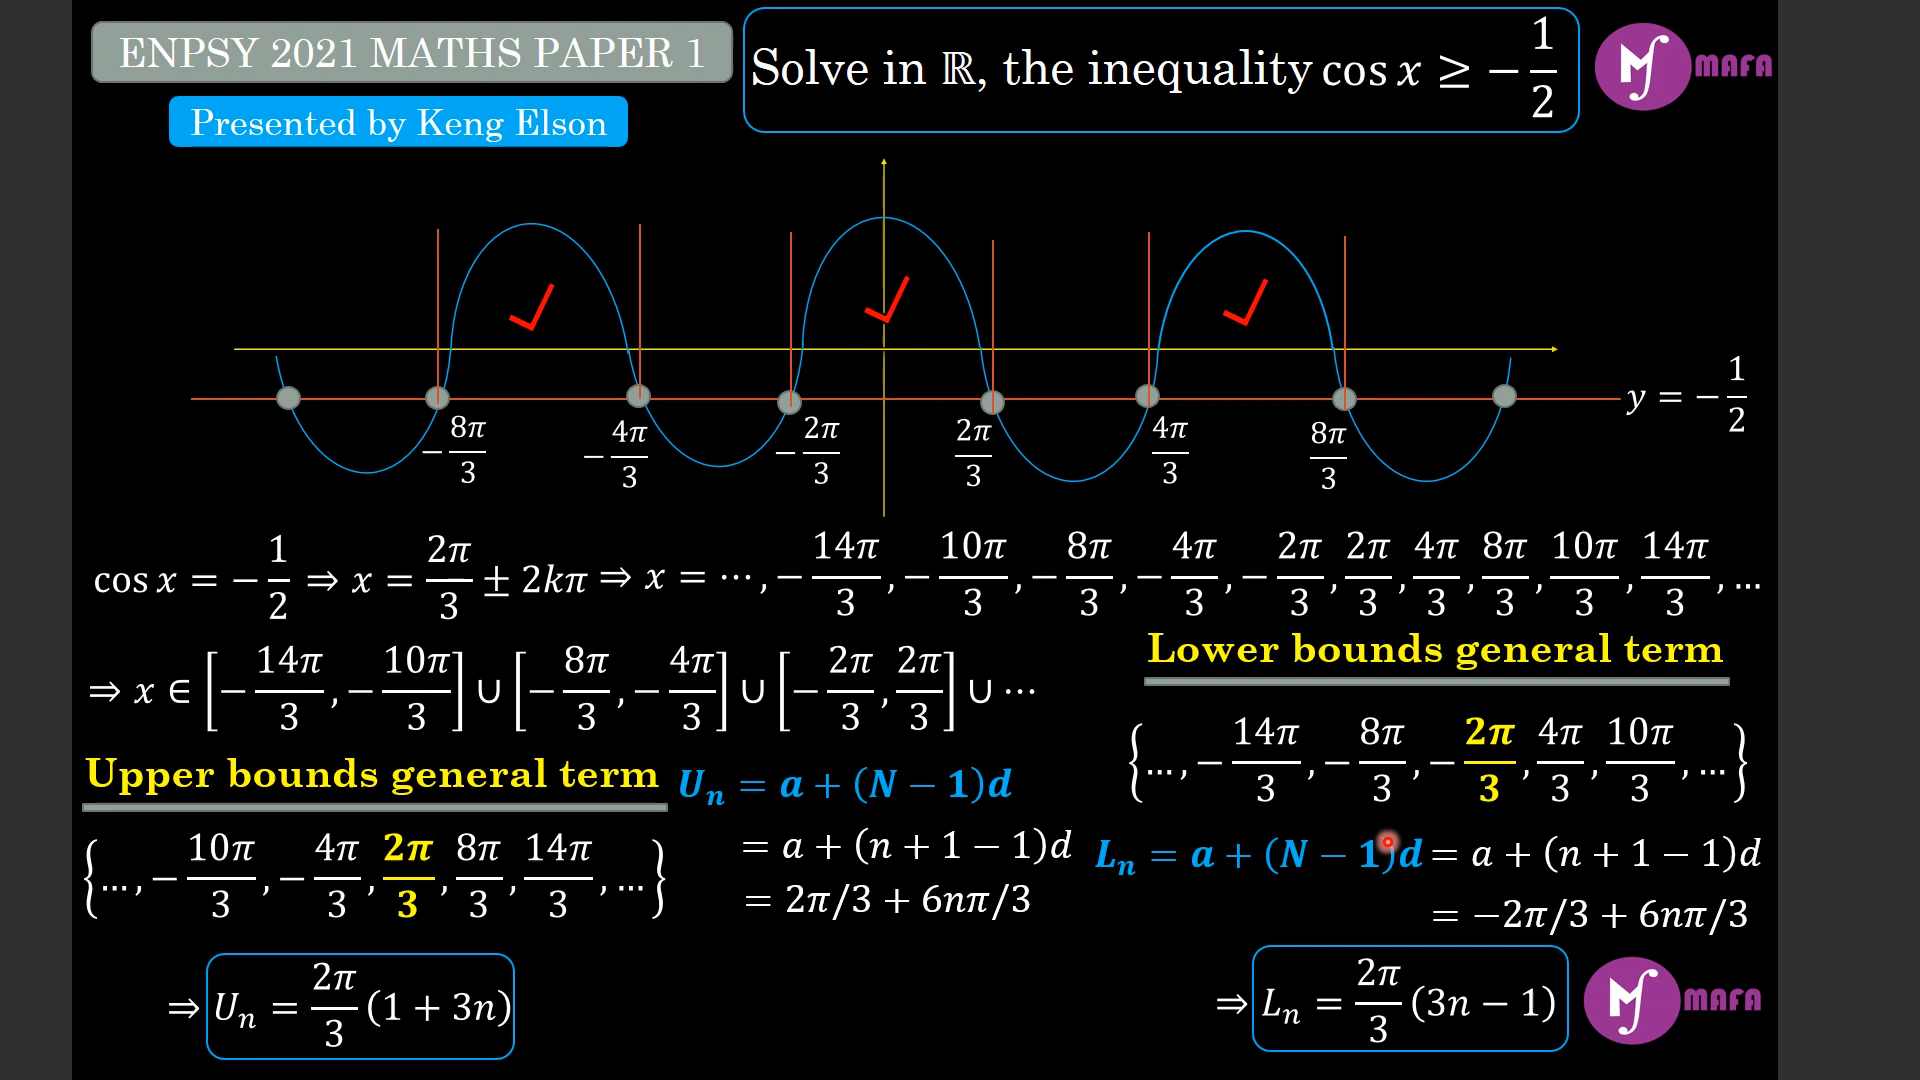 ENPSY 2021 MATHS PAPER 1
Presented by Keng Elson
Solve in ℝ, the inequality cos x ≥ −1/2
MAFA
y = −1/2
−8π/3 −4π/3 −2π/3 2π/3 4π/3 8π/3
cos x = −1/2 ⇒ x = 2π/3 ± 2kπ ⇒ x = ⋯, −14π/3, −10π/3, −8π/3, −4π/3, −2π/3, 2π/3, 4π/3, 8π/3, 10π/3, 14π/3, …
⇒ x ∈ [−14π/3, −10π/3] ∪ [−8π/3, −4π/3] ∪ [−2π/3, 2π/3] ∪ ⋯
Upper bounds general term
{…, −10π/3, −4π/3, 2π/3, 8π/3, 14π/3, …}
Uₙ = a + (N − 1)d
= a + (n + 1 − 1)d
= 2π/3 + 6nπ/3
⇒ Uₙ = 2π/3 (1 + 3n)
Lower bounds general term
{…, −14π/3, −8π/3, −2π/3, 4π/3, 10π/3, …}
Lₙ = a + (N − 1)d = a + (n + 1 − 1)d
= −2π/3 + 6nπ/3
⇒ Lₙ = 2π/3 (3n − 1)
MAFA